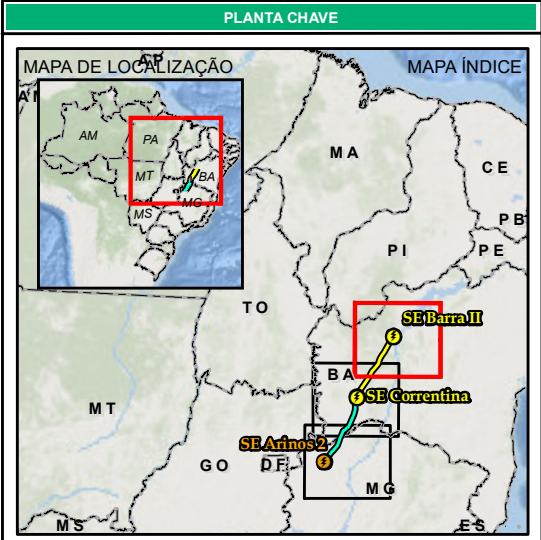 PLANTA CHAVE
MAPA DE LOCALIZAÇÃO
MAPA ÍNDICE
AP
AM
PA
MT
BA
MG
MS
MA
CE
PB
PI
PE
TO
SE Barra II
BA
SE Correntina
MT
SE Arinos 2
GO
DF
MG
MS
ES